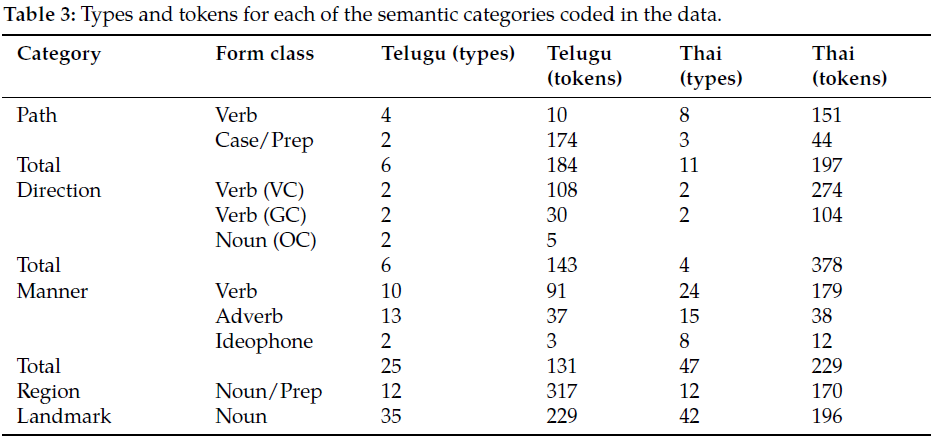 Table 3: Types and tokens for each of the semantic categories coded in the data.
Category Form class Telugu (types) Telugu (tokens) Thai (types) Thai (tokens)
Path Verb 4 10 8 151
Case/Prep 2 174 3 44
Total 6 184 11 197
Direction Verb (VC) 2 108 2 274
Verb (GC) 2 30 2 104
Noun (OC) 2 5
Total 6 143 4 378
Manner Verb 10 91 24 179
Adverb 13 37 15 38
Ideophone 2 3 8 12
Total 25 131 47 229
Region Noun/Prep 12 317 12 170
Landmark Noun 35 229 42 196